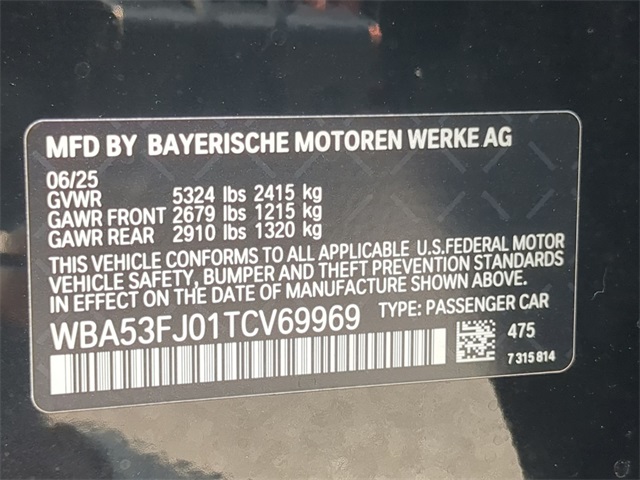 MFD BY BAYERISCHE MOTOREN WERKE AG
06/25
GVWR 5324 lbs 2415 kg
GAWR FRONT 2679 lbs 1215 kg
GAWR REAR 2910 lbs 1320 kg
THIS VEHICLE CONFORMS TO ALL APPLICABLE U.S.FEDERAL MOTOR
VEHICLE SAFETY, BUMPER AND THEFT PREVENTION STANDARDS
IN EFFECT ON THE DATE OF MANUFACTURE SHOWN ABOVE.
WBA53FJ01TCV69969 TYPE: PASSENGER CAR
475
7 315 814